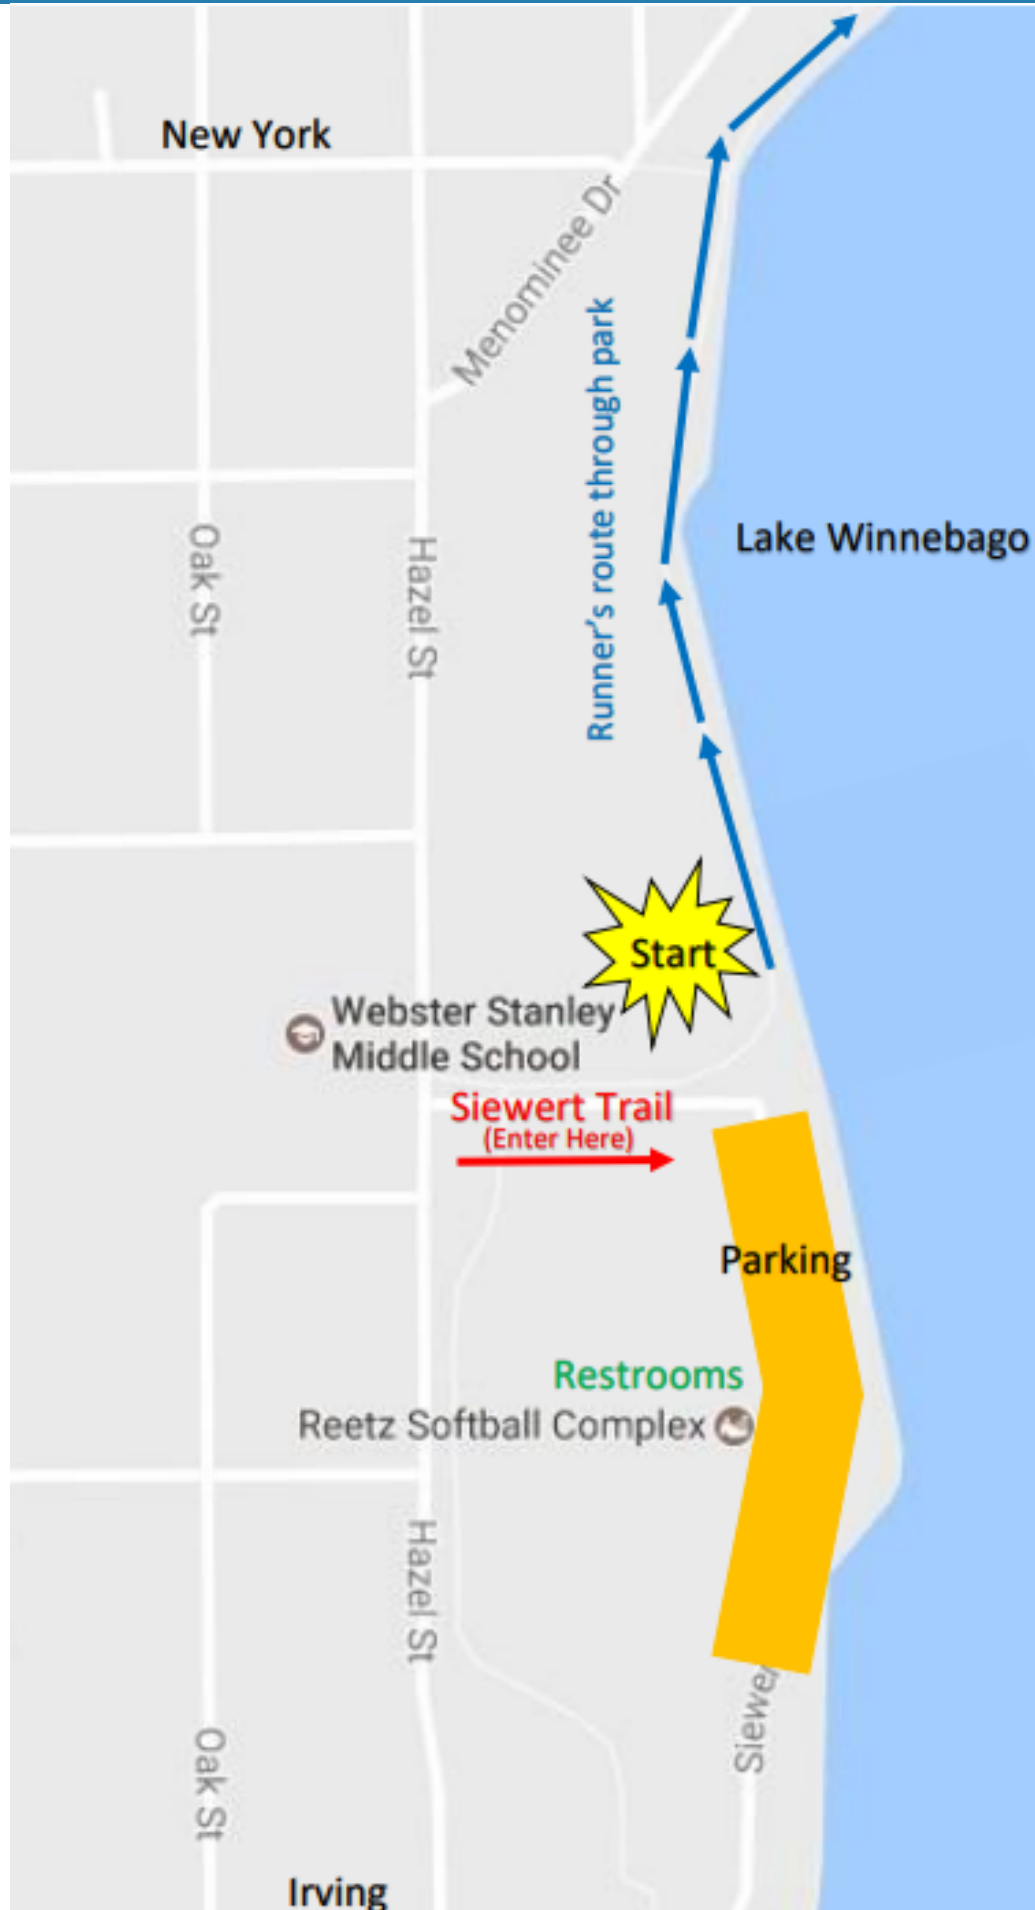 New York
Menominee Dr
Runner's route through park
Lake Winnebago
Oak St
Hazel St
Start
Webster Stanley
Middle School
Siewert Trail
(Enter Here)
Parking
Restrooms
Reetz Softball Complex
Hazel St
Siewer
Oak St
Irving